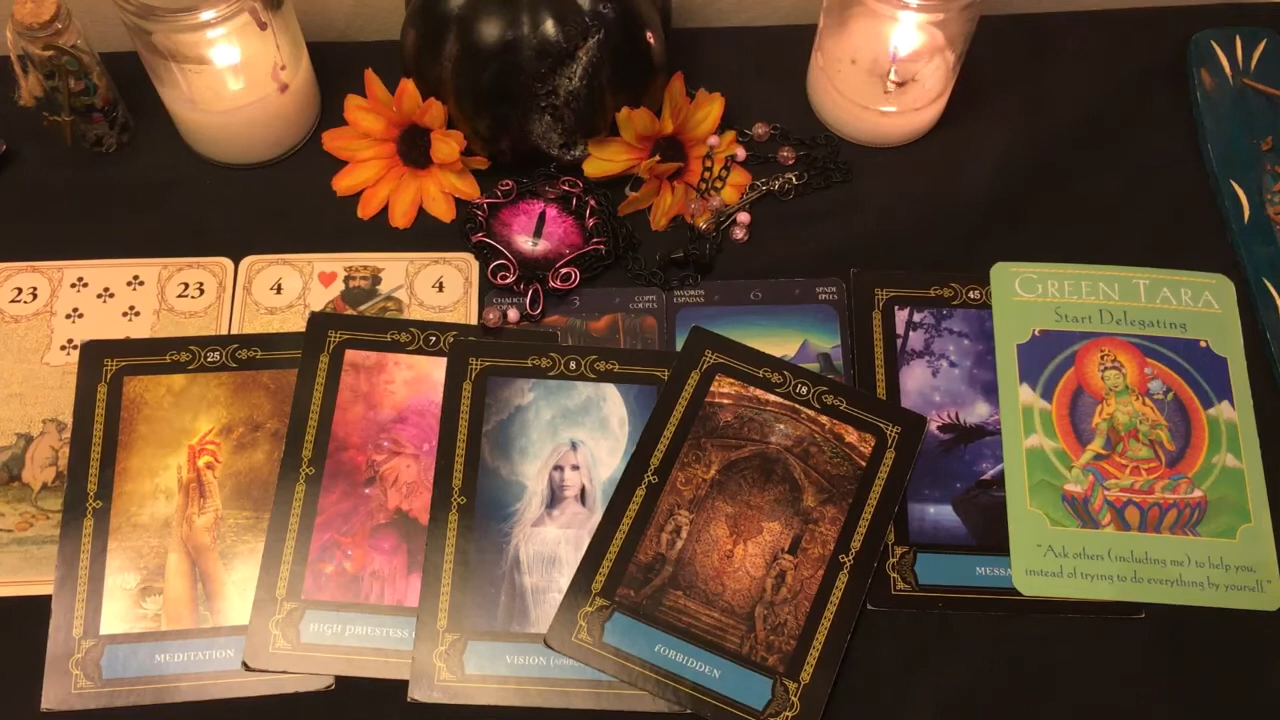 23
23
4
4
CHALICES
3
COPPE
COUPES
SWORDS
ESPADAS
6
SPADE
ÉPÉES
45
GREEN TARA
Start Delegating
"Ask others (including me) to help you,
instead of trying to do everything by yourself."
25
MEDITATION
7
HIGH PRIESTESS
8
VISION
18
FORBIDDEN